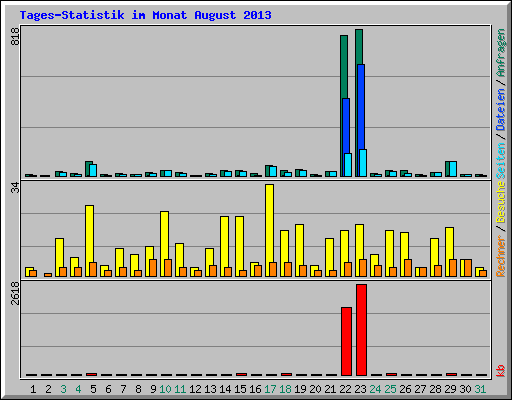 Tages-Statistik im Monat August 2013
818
34
2618
Rechner / Besuche Seiten / Dateien / Anfragen
kb
1 2 3 4 5 6 7 8 9 10 11 12 13 14 15 16 17 18 19 20 21 22 23 24 25 26 27 28 29 30 31